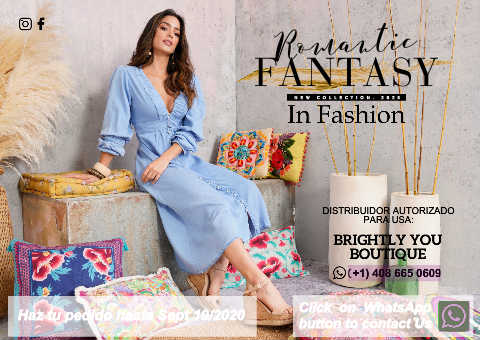 Romantic
FANTASY
NEW COLLECTION. 2020
In Fashion
DISTRIBUIDOR AUTORIZADO
PARA USA:
BRIGHTLY YOU
BOUTIQUE
(+1) 408 665 0609
Haz tu pedido hasta Sept 19/2020
Click on WhatsApp
button to contact Us